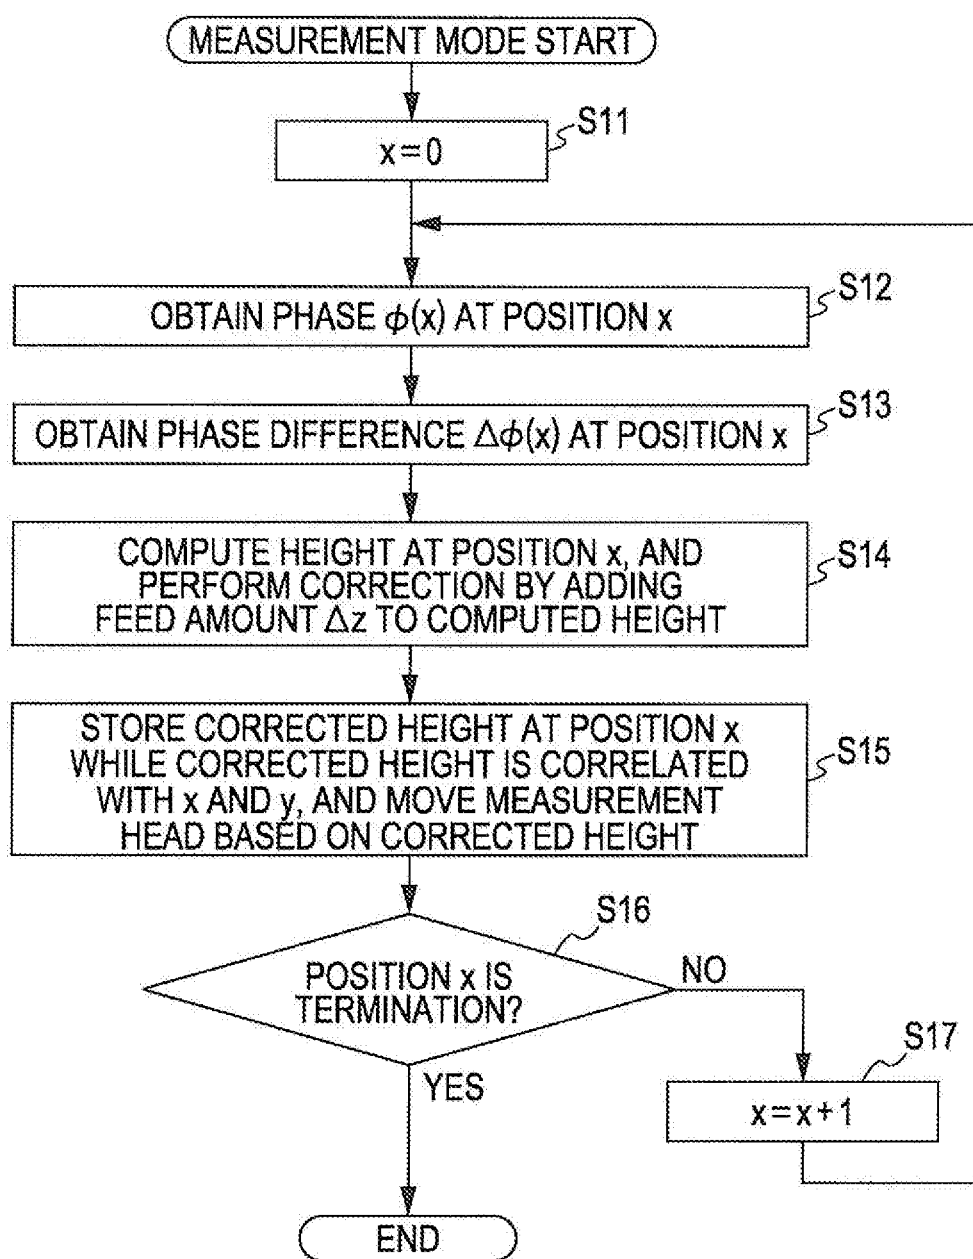 MEASUREMENT MODE START
S11
x=0
S12
OBTAIN PHASE ϕ(x) AT POSITION x
S13
OBTAIN PHASE DIFFERENCE Δϕ(x) AT POSITION x
S14
COMPUTE HEIGHT AT POSITION x, AND
PERFORM CORRECTION BY ADDING
FEED AMOUNT Δz TO COMPUTED HEIGHT
S15
STORE CORRECTED HEIGHT AT POSITION x
WHILE CORRECTED HEIGHT IS CORRELATED
WITH x AND y, AND MOVE MEASUREMENT
HEAD BASED ON CORRECTED HEIGHT
S16
POSITION x IS
TERMINATION?
NO
S17
x=x+1
YES
END